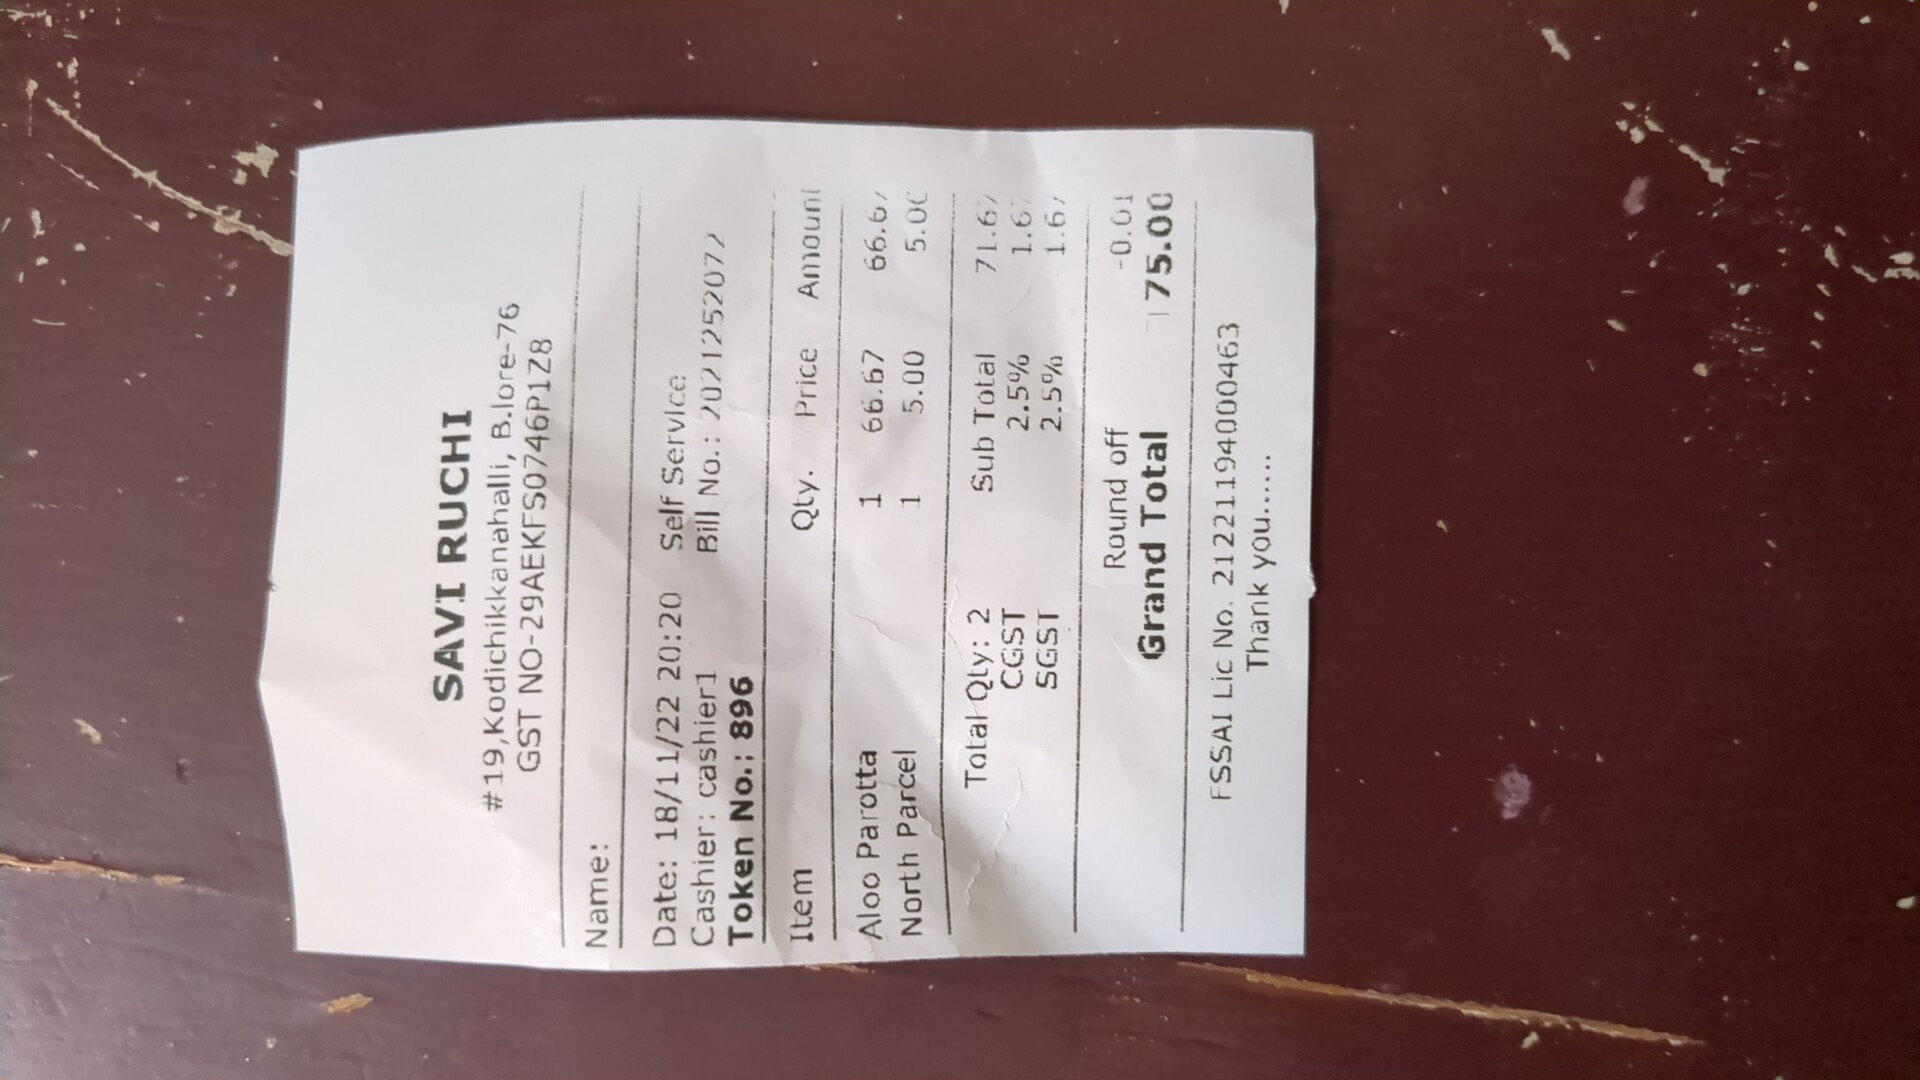 SAVI RUCHI
#19,Kodichikkanahalli, B.lore-76
GST NO-29AEKFS0746P1Z8
Name:
Date: 18/11/22 20:20 Self Service
Cashier: cashier1 Bill No.: 2021252072
Token No.: 896
Item Qty. Price Amount
Aloo Parotta 1 66.67 66.67
North Parcel 1 5.00 5.00
Total Qty: 2 Sub Total 71.67
CGST 2.5% 1.67
SGST 2.5% 1.67
Round off -0.01
Grand Total 75.00
FSSAI Lic No. 21221194000463
Thank you......